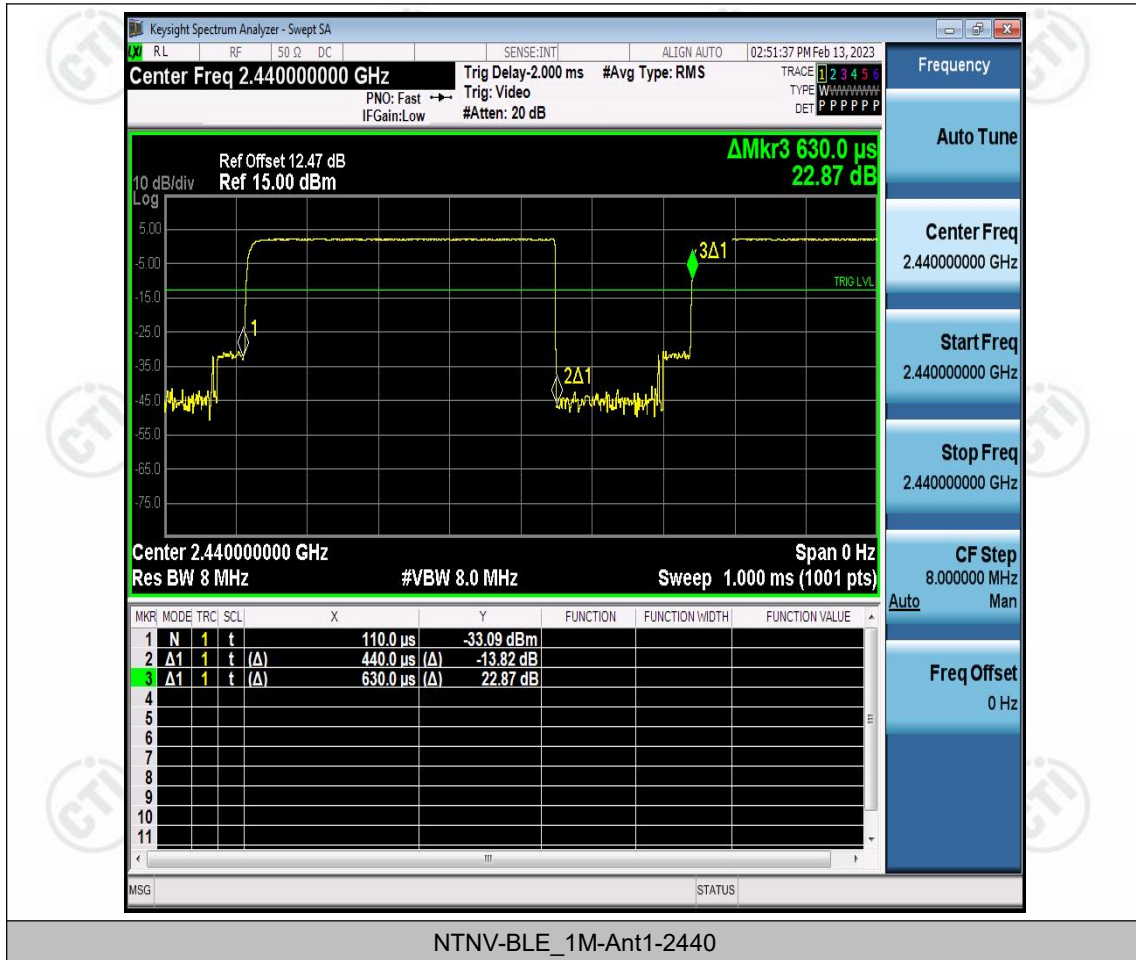 Keysight Spectrum Analyzer - Swept SA
LXI RL RF 50 Ω DC SENSE:INT ALIGN AUTO 02:51:37 PM Feb 13, 2023
Center Freq 2.440000000 GHz
PNO: Fast
IFGain:Low
Trig Delay-2.000 ms #Avg Type: RMS
Trig: Video
#Atten: 20 dB
TRACE 1 2 3 4 5 6
TYPE WWWWWWW
DET P P P P P P
Frequency
Auto Tune
Center Freq
2.440000000 GHz
Start Freq
2.440000000 GHz
Stop Freq
2.440000000 GHz
CF Step
8.000000 MHz
Auto Man
Freq Offset
0 Hz
ΔMkr3 630.0 µs
22.87 dB
Ref Offset 12.47 dB
10 dB/div Ref 15.00 dBm
Log
5.00
-5.00
-15.0
-25.0
-35.0
-45.0
-55.0
-65.0
-75.0
1
2Δ1
3Δ1
TRIG LVL
Center 2.440000000 GHz Span 0 Hz
Res BW 8 MHz #VBW 8.0 MHz Sweep 1.000 ms (1001 pts)
MKR MODE TRC SCL X Y FUNCTION FUNCTION WIDTH FUNCTION VALUE
1 N 1 t 110.0 µs -33.09 dBm
2 Δ1 1 t (Δ) 440.0 µs (Δ) -13.82 dB
3 Δ1 1 t (Δ) 630.0 µs (Δ) 22.87 dB
4
5
6
7
8
9
10
11
MSG STATUS
NTNV-BLE_1M-Ant1-2440
CTI
CTI
CTI
CTI
CTI
CTI